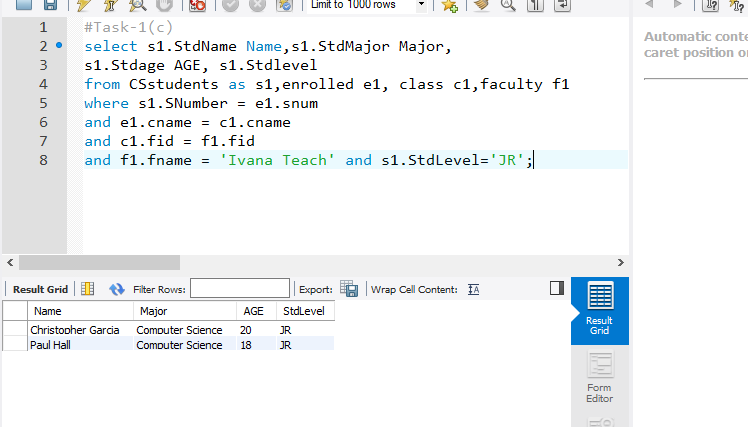 Limit to 1000 rows
1 #Task-1(c)
2 select s1.StdName Name,s1.StdMajor Major,
3 s1.Stdage AGE, s1.Stdlevel
4 from CSstudents as s1,enrolled e1, class c1,faculty f1
5 where s1.SNumber = e1.snum
6 and e1.cname = c1.cname
7 and c1.fid = f1.fid
8 and f1.fname = 'Ivana Teach' and s1.StdLevel='JR';
Automatic conte
caret position o
Result Grid Filter Rows: Export: Wrap Cell Content:
Name Major AGE StdLevel
Christopher Garcia Computer Science 20 JR
Paul Hall Computer Science 18 JR
Result
Grid
Form
Editor